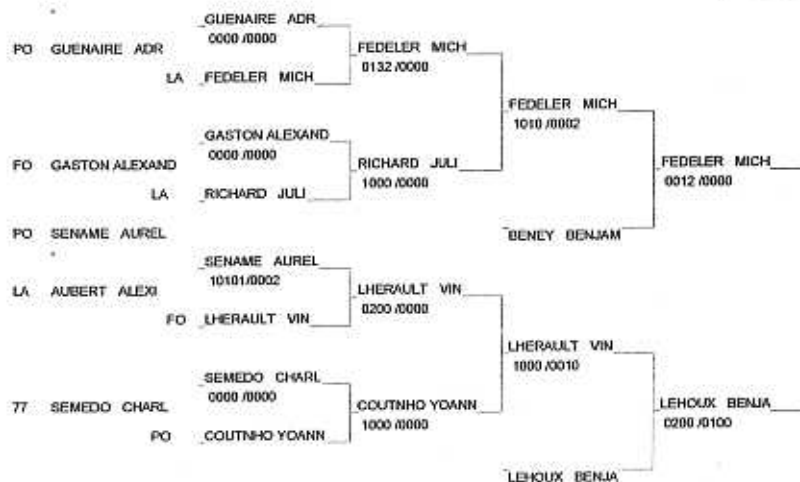 GUENAIRE ADR
0000 /0000
PO GUENAIRE ADR
FEDELER MICH
0132 /0000
LA FEDELER MICH
FEDELER MICH
1010 /0002
GASTON ALEXAND
0000 /0000
FO GASTON ALEXAND
RICHARD JULI
1000 /0000
FEDELER MICH
0012 /0000
LA RICHARD JULI
PO SENAME AUREL
BENEY BENJAM
SENAME AUREL
10101/0002
LA AUBERT ALEXI
LHERAULT VIN
0200 /0000
FO LHERAULT VIN
LHERAULT VIN
1000 /0010
SEMEDO CHARL
0000 /0000
77 SEMEDO CHARL
COUTNHO YOANN
1000 /0000
LEHOUX BENJA
0200 /0100
PO COUTNHO YOANN
LEHOUX BENJA